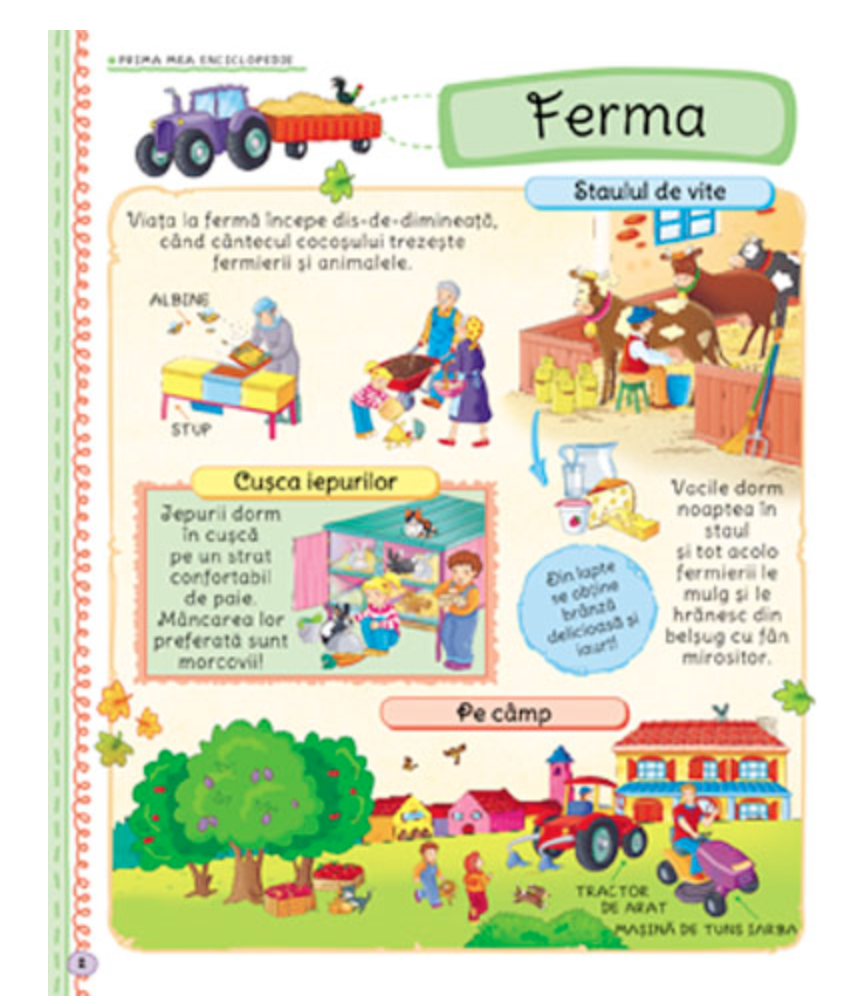 PRIMA MEA ENCICLOPEDIE
Ferma
Viața la fermă începe dis-de-dimineață,
când cântecul cocoșului trezește
fermierii și animalele.
ALBINE
STUP
Staulul de vite
Vacile dorm
noaptea în
staul
și tot acolo
fermierii le
mulg și le
hrănesc din
belșug cu fân
mirositor.
Din lapte
se obține
brânză
delicioasă și
iaurt!
Cușca iepurilor
Iepurii dorm
în cușcă
pe un strat
confortabil
de paie.
Mâncarea lor
preferată sunt
morcovii!
Pe câmp
TRACTOR
DE ARAT
MAȘINĂ DE TUNS IARBA
8